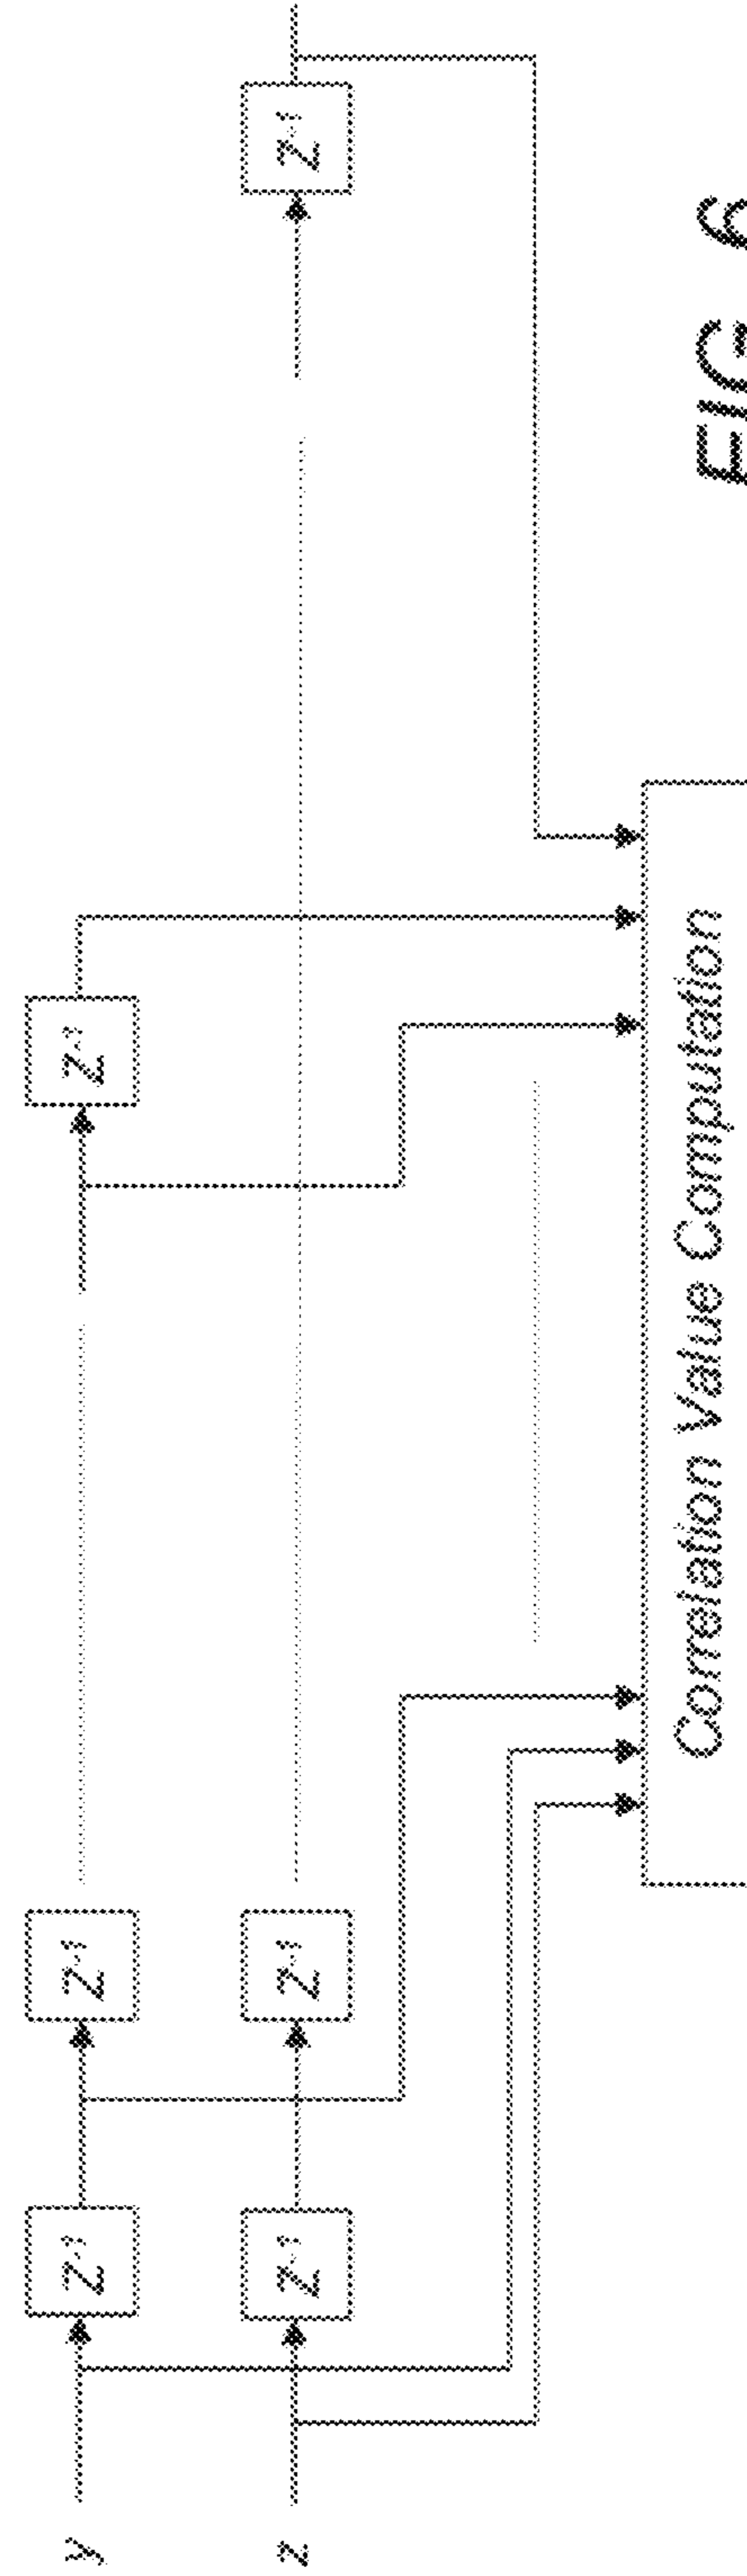 y
Z-1
Z-1
Z-1
z
Z-1
Z-1
Z-1
Correlation Value Computation
FIG. 6